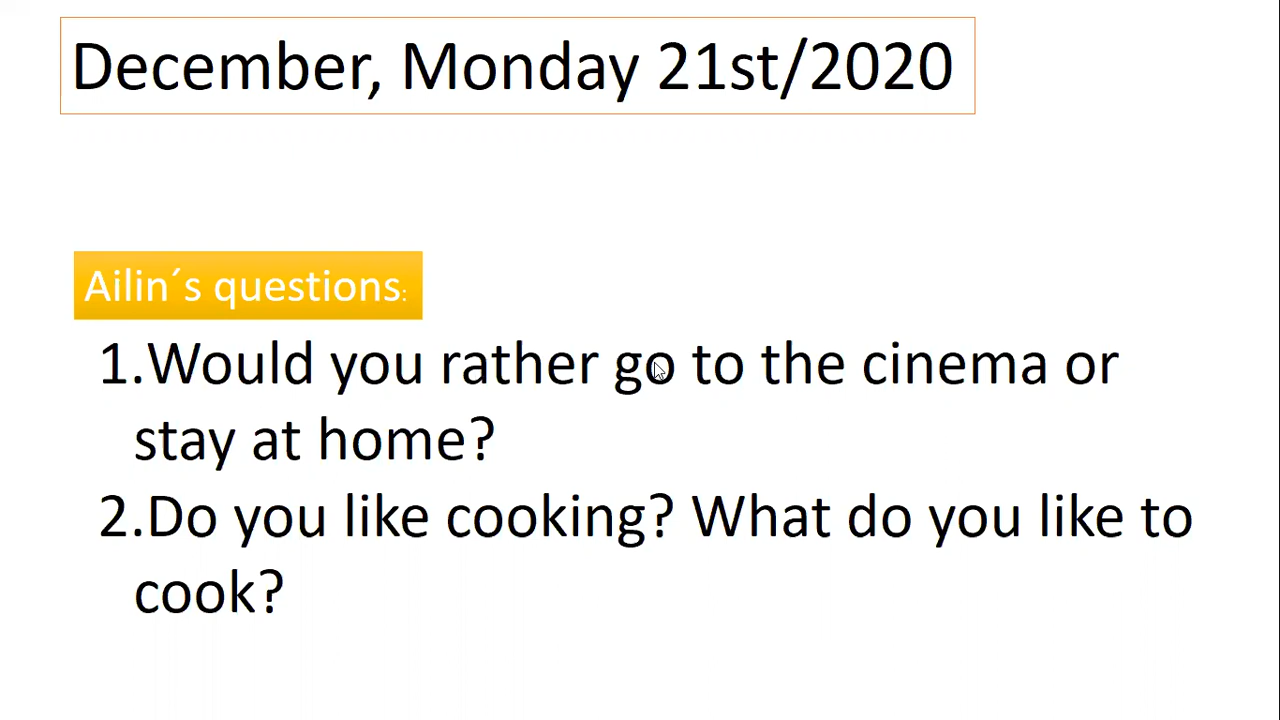 December, Monday 21st/2020
Ailin´s questions:
1.Would you rather go to the cinema or
stay at home?
2.Do you like cooking? What do you like to
cook?